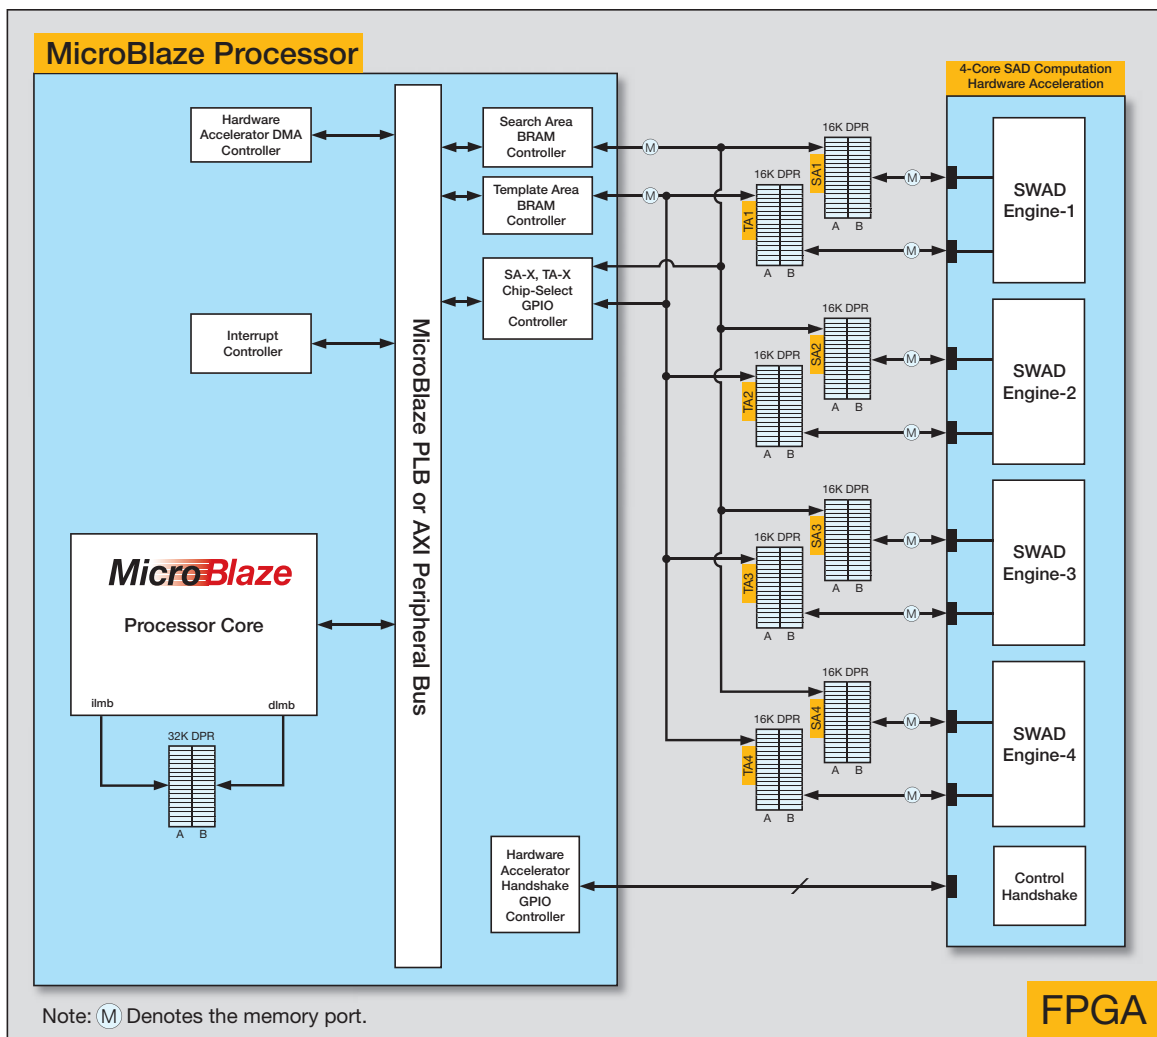 MicroBlaze Processor
4-Core SAD Computation
Hardware Acceleration
Hardware
Accelerator DMA
Controller
Interrupt
Controller
MicroBlaze
Processor Core
ilmb
dlmb
32K DPR
A B
MicroBlaze PLB or AXI Peripheral Bus
Search Area
BRAM
Controller
Template Area
BRAM
Controller
SA-X, TA-X
Chip-Select
GPIO
Controller
Hardware
Accelerator
Handshake
GPIO
Controller
M
M
16K DPR
SA1
A B
16K DPR
TA1
A B
M
M
SWAD
Engine-1
16K DPR
SA2
A B
16K DPR
TA2
A B
M
M
SWAD
Engine-2
16K DPR
SA3
A B
16K DPR
TA3
A B
M
M
SWAD
Engine-3
16K DPR
SA4
A B
16K DPR
TA4
A B
M
M
SWAD
Engine-4
Control
Handshake
Note: M Denotes the memory port.
FPGA